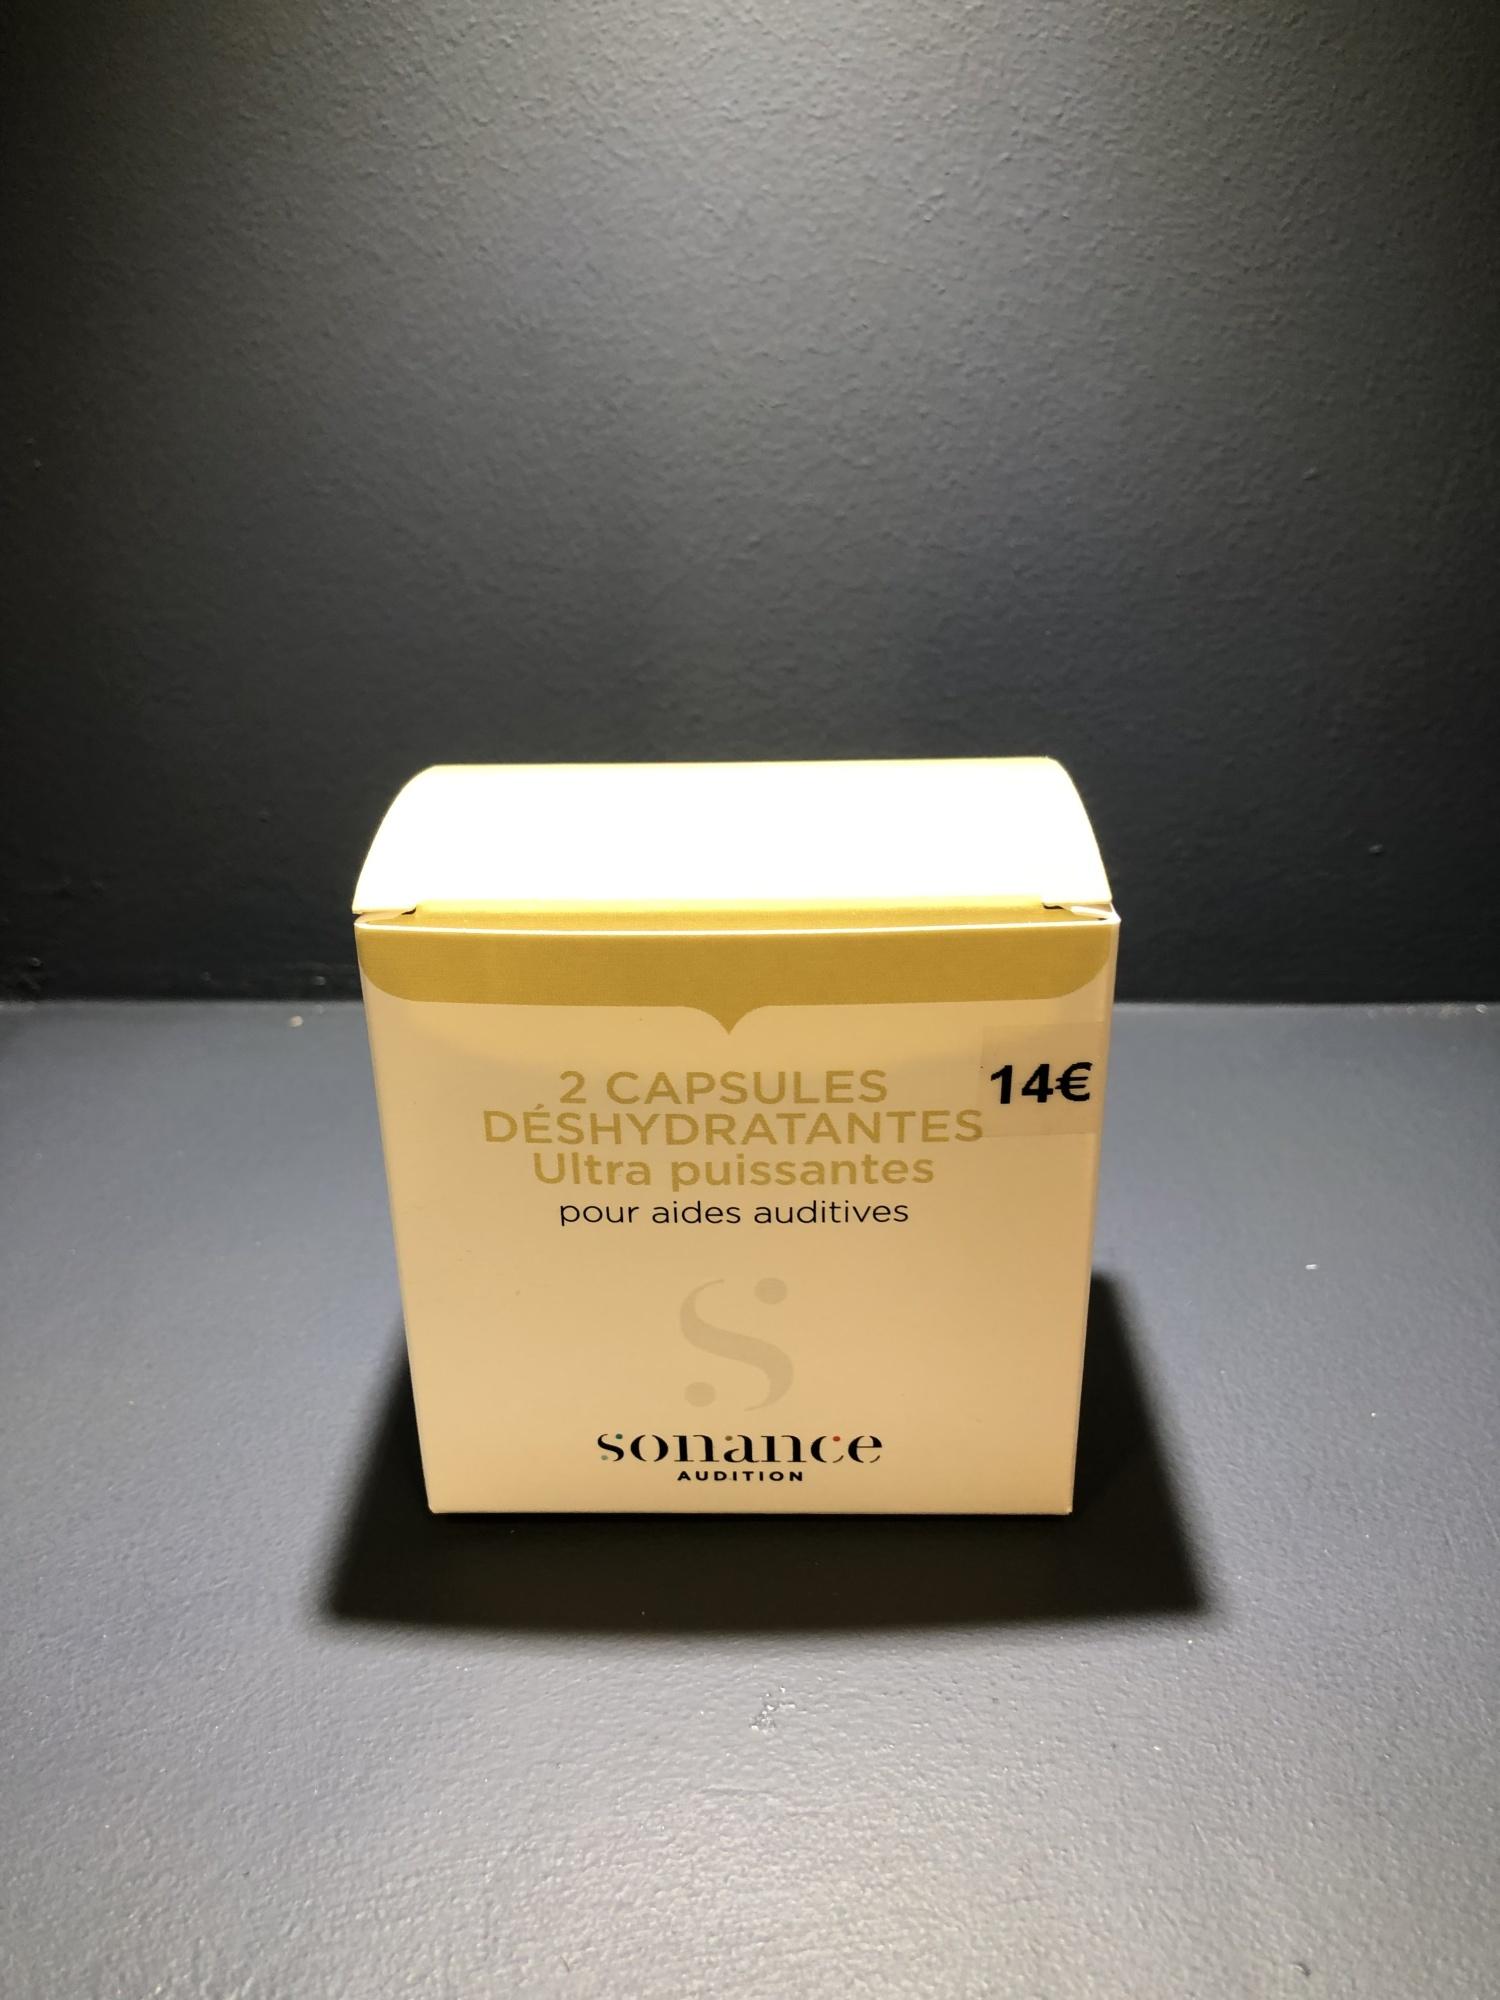 2 CAPSULES
DÉSHYDRATANTES
14€
Ultra puissantes
pour aides auditives
S
sonance
AUDITION